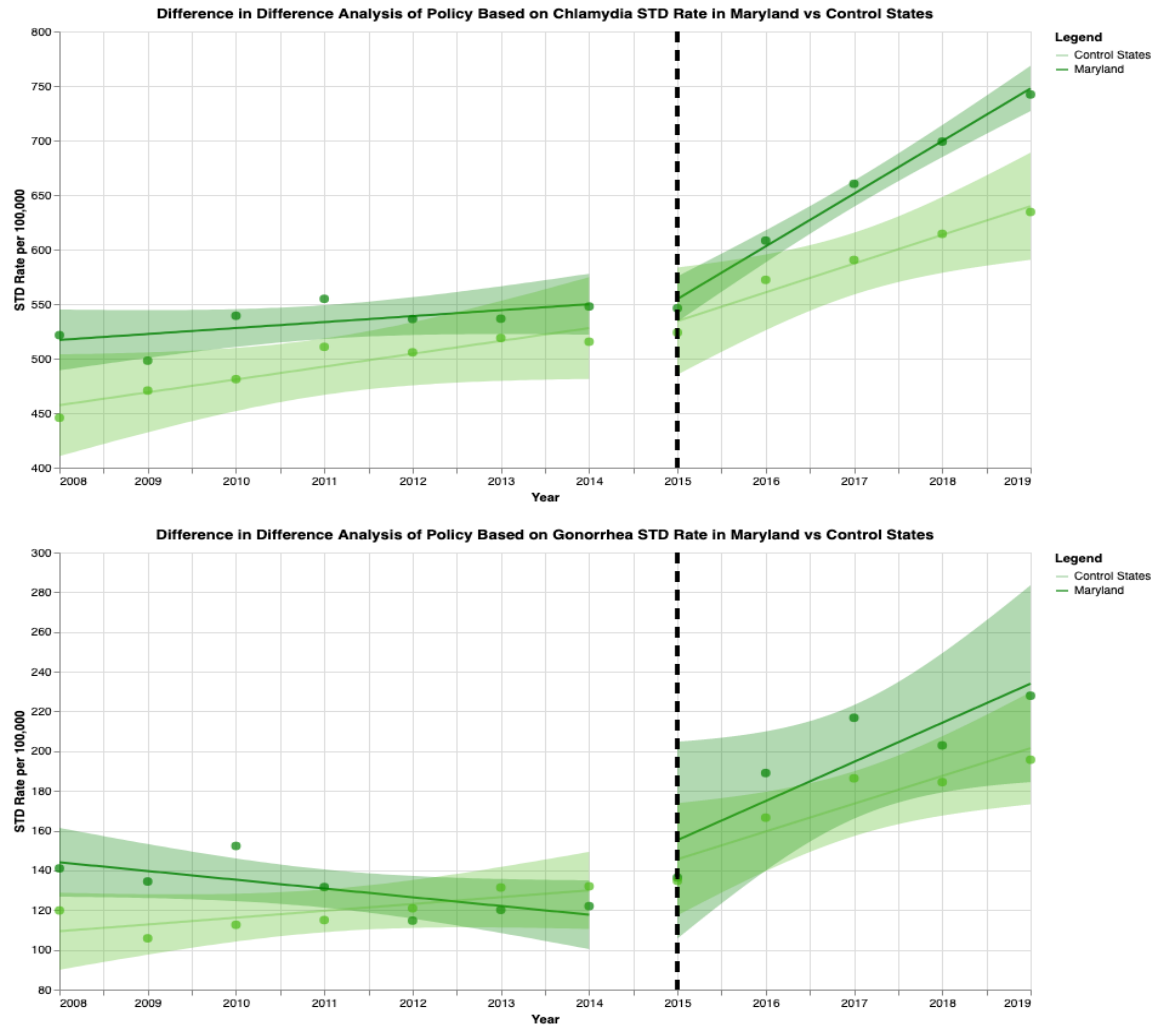 Difference in Difference Analysis of Policy Based on Chlamydia STD Rate in Maryland vs Control States
800
750
700
650
600
550
500
450
400
STD Rate per 100,000
2008 2009 2010 2011 2012 2013 2014 2015 2016 2017 2018 2019
Year
Legend
Control States
Maryland
Difference in Difference Analysis of Policy Based on Gonorrhea STD Rate in Maryland vs Control States
300
280
260
240
220
200
180
160
140
120
100
80
STD Rate per 100,000
2008 2009 2010 2011 2012 2013 2014 2015 2016 2017 2018 2019
Year
Legend
Control States
Maryland